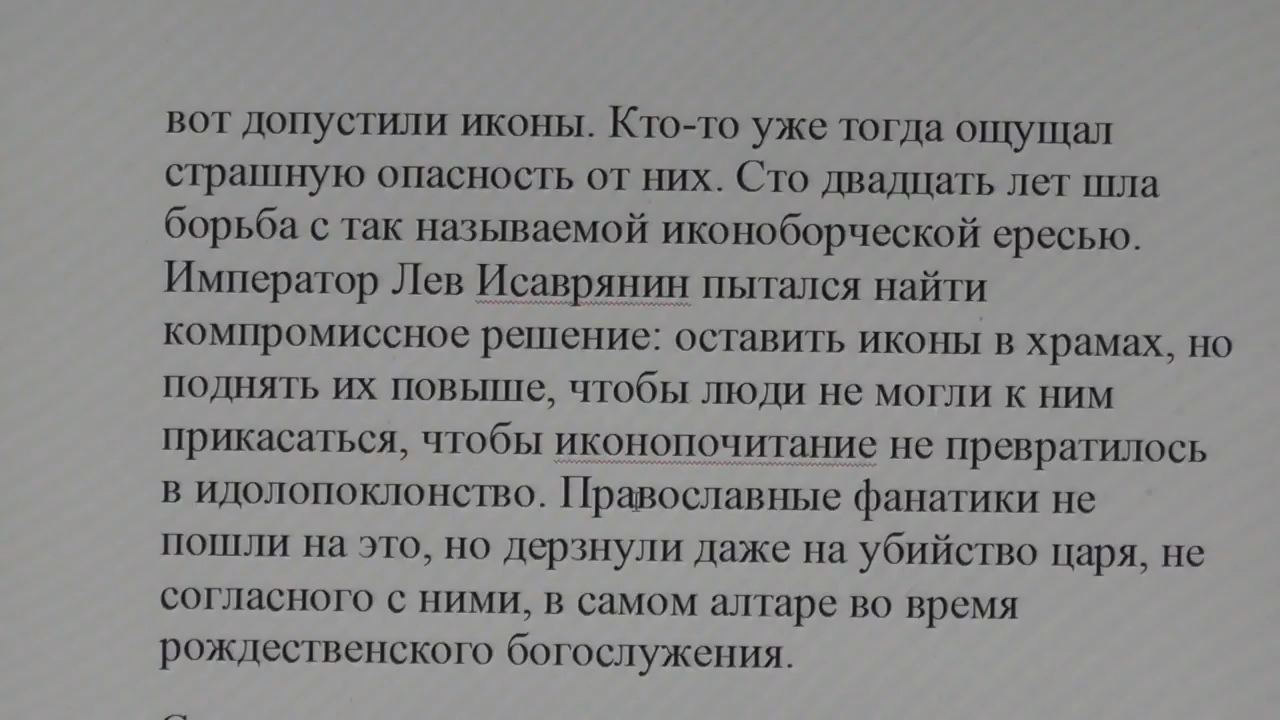 вот допустили иконы. Кто-то уже тогда ощущал
страшную опасность от них. Сто двадцать лет шла
борьба с так называемой иконоборческой ересью.
Император Лев Исаврянин пытался найти
компромиссное решение: оставить иконы в храмах, но
поднять их повыше, чтобы люди не могли к ним
прикасаться, чтобы иконопочитание не превратилось
в идолопоклонство. Православные фанатики не
пошли на это, но дерзнули даже на убийство царя, не
согласного с ними, в самом алтаре во время
рождественского богослужения.